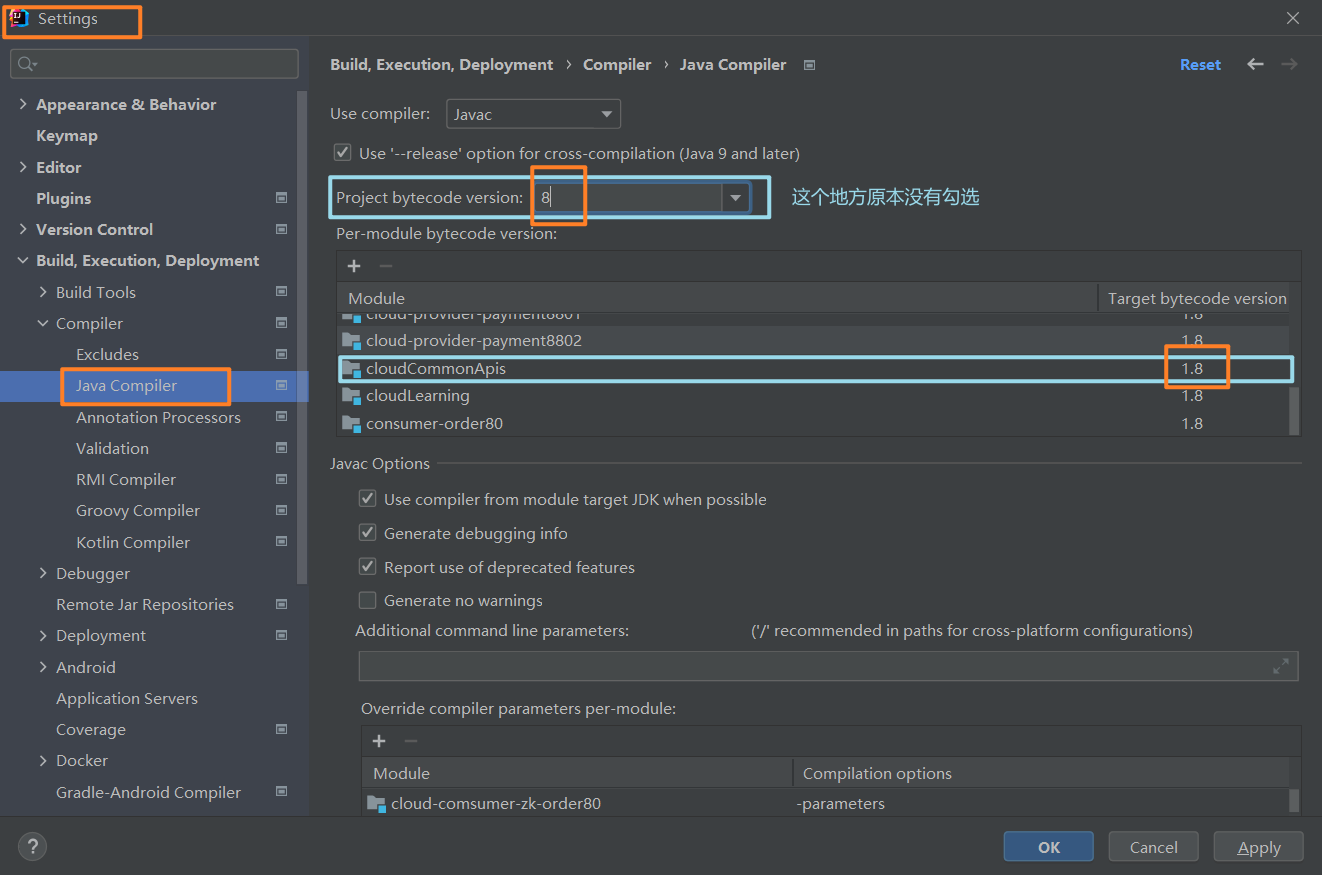 Settings
Build, Execution, Deployment › Compiler › Java Compiler Reset
Appearance & Behavior
Keymap
Editor
Plugins
Version Control
Build, Execution, Deployment
Build Tools
Compiler
Excludes
Java Compiler
Annotation Processors
Validation
RMI Compiler
Groovy Compiler
Kotlin Compiler
Debugger
Remote Jar Repositories
Deployment
Android
Application Servers
Coverage
Docker
Gradle-Android Compiler
Use compiler: Javac
Use '--release' option for cross-compilation (Java 9 and later)
Project bytecode version: 8 这个地方原本没有勾选
Per-module bytecode version:
Module Target bytecode version
cloud-provider-payment8801 1.8
cloud-provider-payment8802 1.8
cloudCommonApis 1.8
cloudLearning 1.8
consumer-order80 1.8
Javac Options
Use compiler from module target JDK when possible
Generate debugging info
Report use of deprecated features
Generate no warnings
Additional command line parameters: ('/' recommended in paths for cross-platform configurations)
Override compiler parameters per-module:
Module Compilation options
cloud-comsumer-zk-order80 -parameters
? OK Cancel Apply